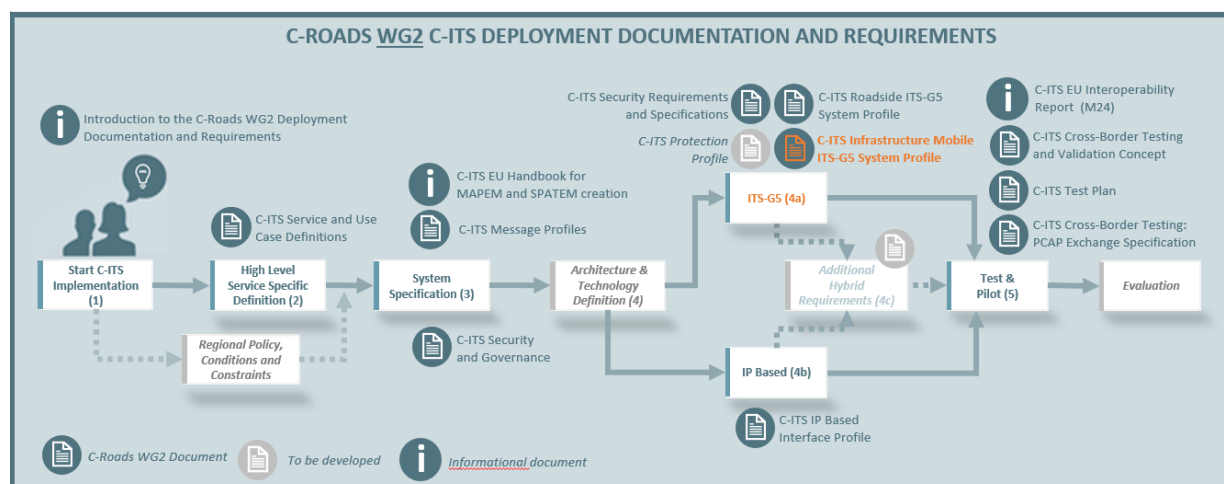 C-ROADS WG2 C-ITS DEPLOYMENT DOCUMENTATION AND REQUIREMENTS
i
Introduction to the C-Roads WG2 Deployment
Documentation and Requirements
C-ITS Security Requirements
and Specifications
C-ITS Roadside ITS-G5
System Profile
C-ITS Protection
Profile
C-ITS Infrastructure Mobile
ITS-G5 System Profile
i
C-ITS EU Interoperability
Report (M24)
C-ITS Cross-Border Testing
and Validation Concept
C-ITS Test Plan
C-ITS Cross-Border Testing:
PCAP Exchange Specification
i
C-ITS EU Handbook for
MAPEM and SPATEM creation
C-ITS Service and Use
Case Definitions
C-ITS Message Profiles
ITS-G5 (4a)
Start C-ITS
Implementation
(1)
High Level
Service Specific
Definition (2)
System
Specification (3)
Architecture &
Technology
Definition (4)
Additional
Hybrid
Requirements (4c)
Test &
Pilot (5)
Evaluation
Regional Policy,
Conditions and
Constraints
C-ITS Security
and Governance
IP Based (4b)
C-ITS IP Based
Interface Profile
C-Roads WG2 Document
To be developed
i
Informational document